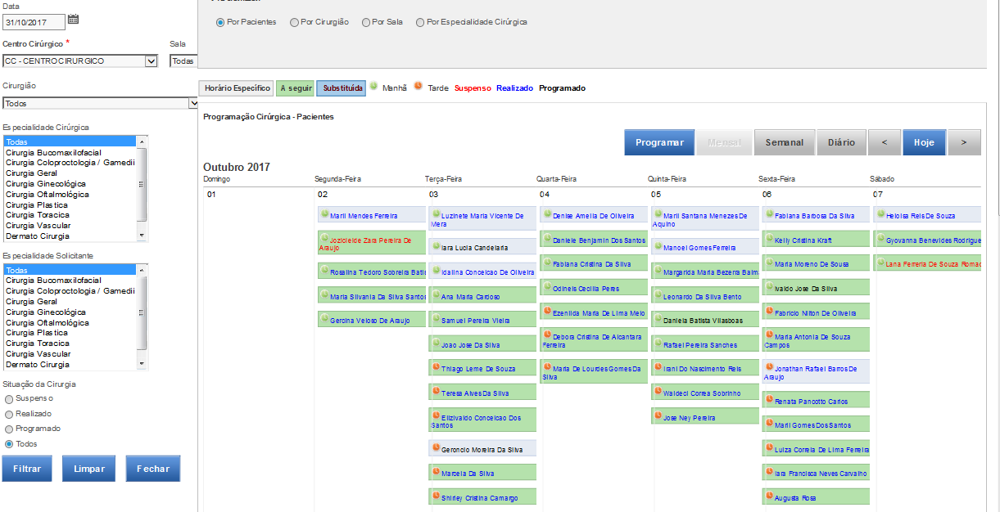 Data
31/10/2017
Centro Cirúrgico *
Sala
CC - CENTRO CIRURGICO
Todas
Cirurgião
Todos
Especialidade Cirúrgica
Todas
Cirurgia Bucomaxilofacial
Cirurgia Coloproctologia / Gamedii
Cirurgia Geral
Cirurgia Ginecológica
Cirurgia Oftalmológica
Cirurgia Plastica
Cirurgia Toracica
Cirurgia Vascular
Dermato Cirurgia
Especialidade Solicitante
Todas
Cirurgia Bucomaxilofacial
Cirurgia Coloproctologia / Gamedii
Cirurgia Geral
Cirurgia Ginecológica
Cirurgia Oftalmológica
Cirurgia Plastica
Cirurgia Toracica
Cirurgia Vascular
Dermato Cirurgia
Situação da Cirurgia
Suspenso
Realizado
Programado
Todos
Filtrar
Limpar
Fechar
Por Pacientes
Por Cirurgião
Por Sala
Por Especialidade Cirúrgica
Horário Específico
A seguir
Substituída
Manhã
Tarde
Suspenso
Realizado
Programado
Programação Cirúrgica - Pacientes
Programar
Mensal
Semanal
Diário
<
Hoje
>
Outubro 2017
Domingo
Segunda-Feira
Terça-Feira
Quarta-Feira
Quinta-Feira
Sexta-Feira
Sábado
01
02
Marli Mendes Ferreira
Jozicleide Zara Pereira De
Araujo
Rosalina Tedoro Sobreira Batis
Maria Silvania Da Silva Santos
Gercina Veloso De Araujo
03
Luzinete Maria Vicente De
Mera
Iara Lucia Candelaria
Idalina Conceicao De Oliveira
Ana Maria Cardoso
Samuel Pereira Vieira
Joao Jose Da Silva
Thiago Leme De Souza
Teresa Alves Da Silva
Elizivaldo Conceicao Dos
Santos
Geroncio Moreira Da Silva
Marcela Da Silva
Shirley Cristina Camargo
04
Denise Amelia De Oliveira
Daniele Benjamin Dos Santos
Fabiana Cristina Da Silva
Odineis Cecilia Peres
Ezenilda Maria De Lima Melo
Debora Cristina De Alcantara
Ferreira
Maria De Lourdes Gomes Da
Silva
05
Marli Santana Menezes De
Aquino
Manoel Gomes Ferreira
Margarida Maria Bezerra Balm
Leonardo Da Silva Bento
Daniela Batista Vilasboas
Rafael Pereira Sanches
Irani Do Nascimento Reis
Waldeci Correa Sobrinho
Jose Ney Pereira
06
Fabiana Barbosa Da Silva
Kelly Cristina Kraft
Maria Moreno De Sousa
Ivaldo Jose Da Silva
Fabricio Nilton De Oliveira
Maria Antonia De Souza
Campos
Jonathan Rafael Barros De
Araujo
Renata Pancotto Carlos
Marli Gomes Dos Santos
Luiza Correia De Lima Ferreira
Iara Francisca Neves Carvalho
Augusta Rosa
07
Heloisa Reis De Souza
Gyovanna Benevides Rodrigue
Lana Ferreria De Souza Romao